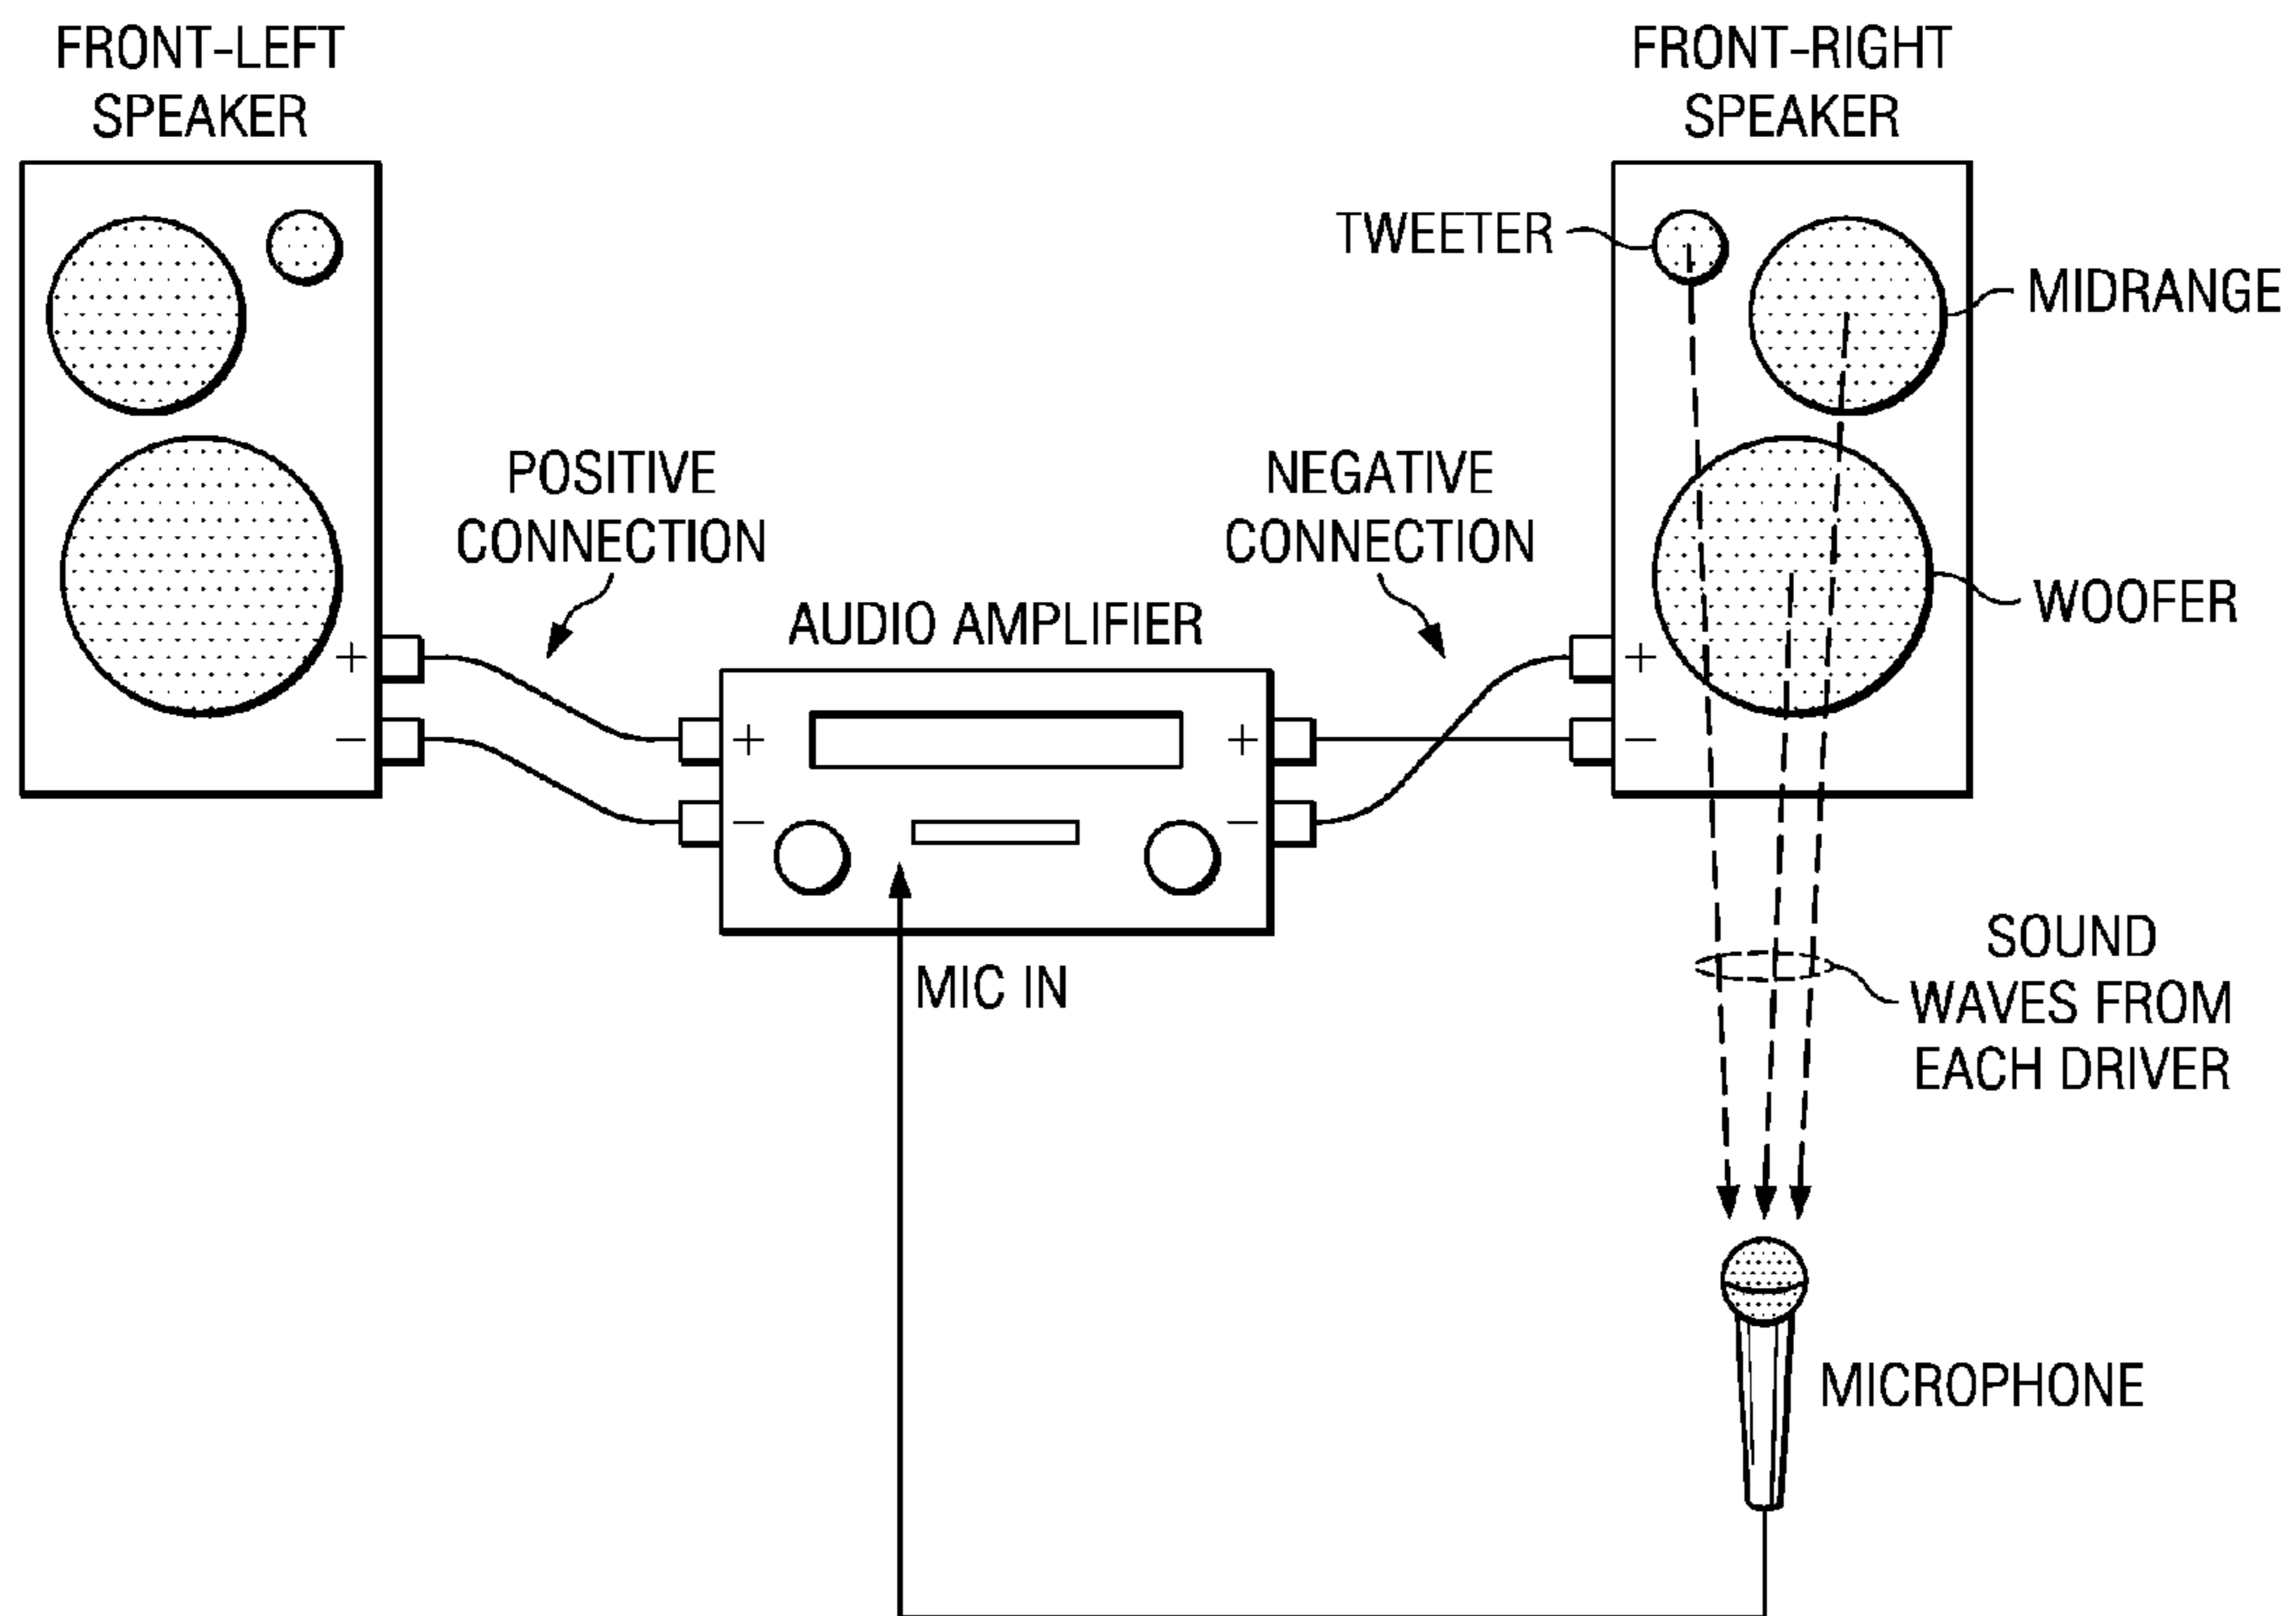 FRONT-LEFT
SPEAKER
FRONT-RIGHT
SPEAKER
TWEETER
MIDRANGE
POSITIVE
CONNECTION
NEGATIVE
CONNECTION
WOOFER
AUDIO AMPLIFIER
+
−
+
−
+
−
+
−
MIC IN
SOUND
WAVES FROM
EACH DRIVER
MICROPHONE